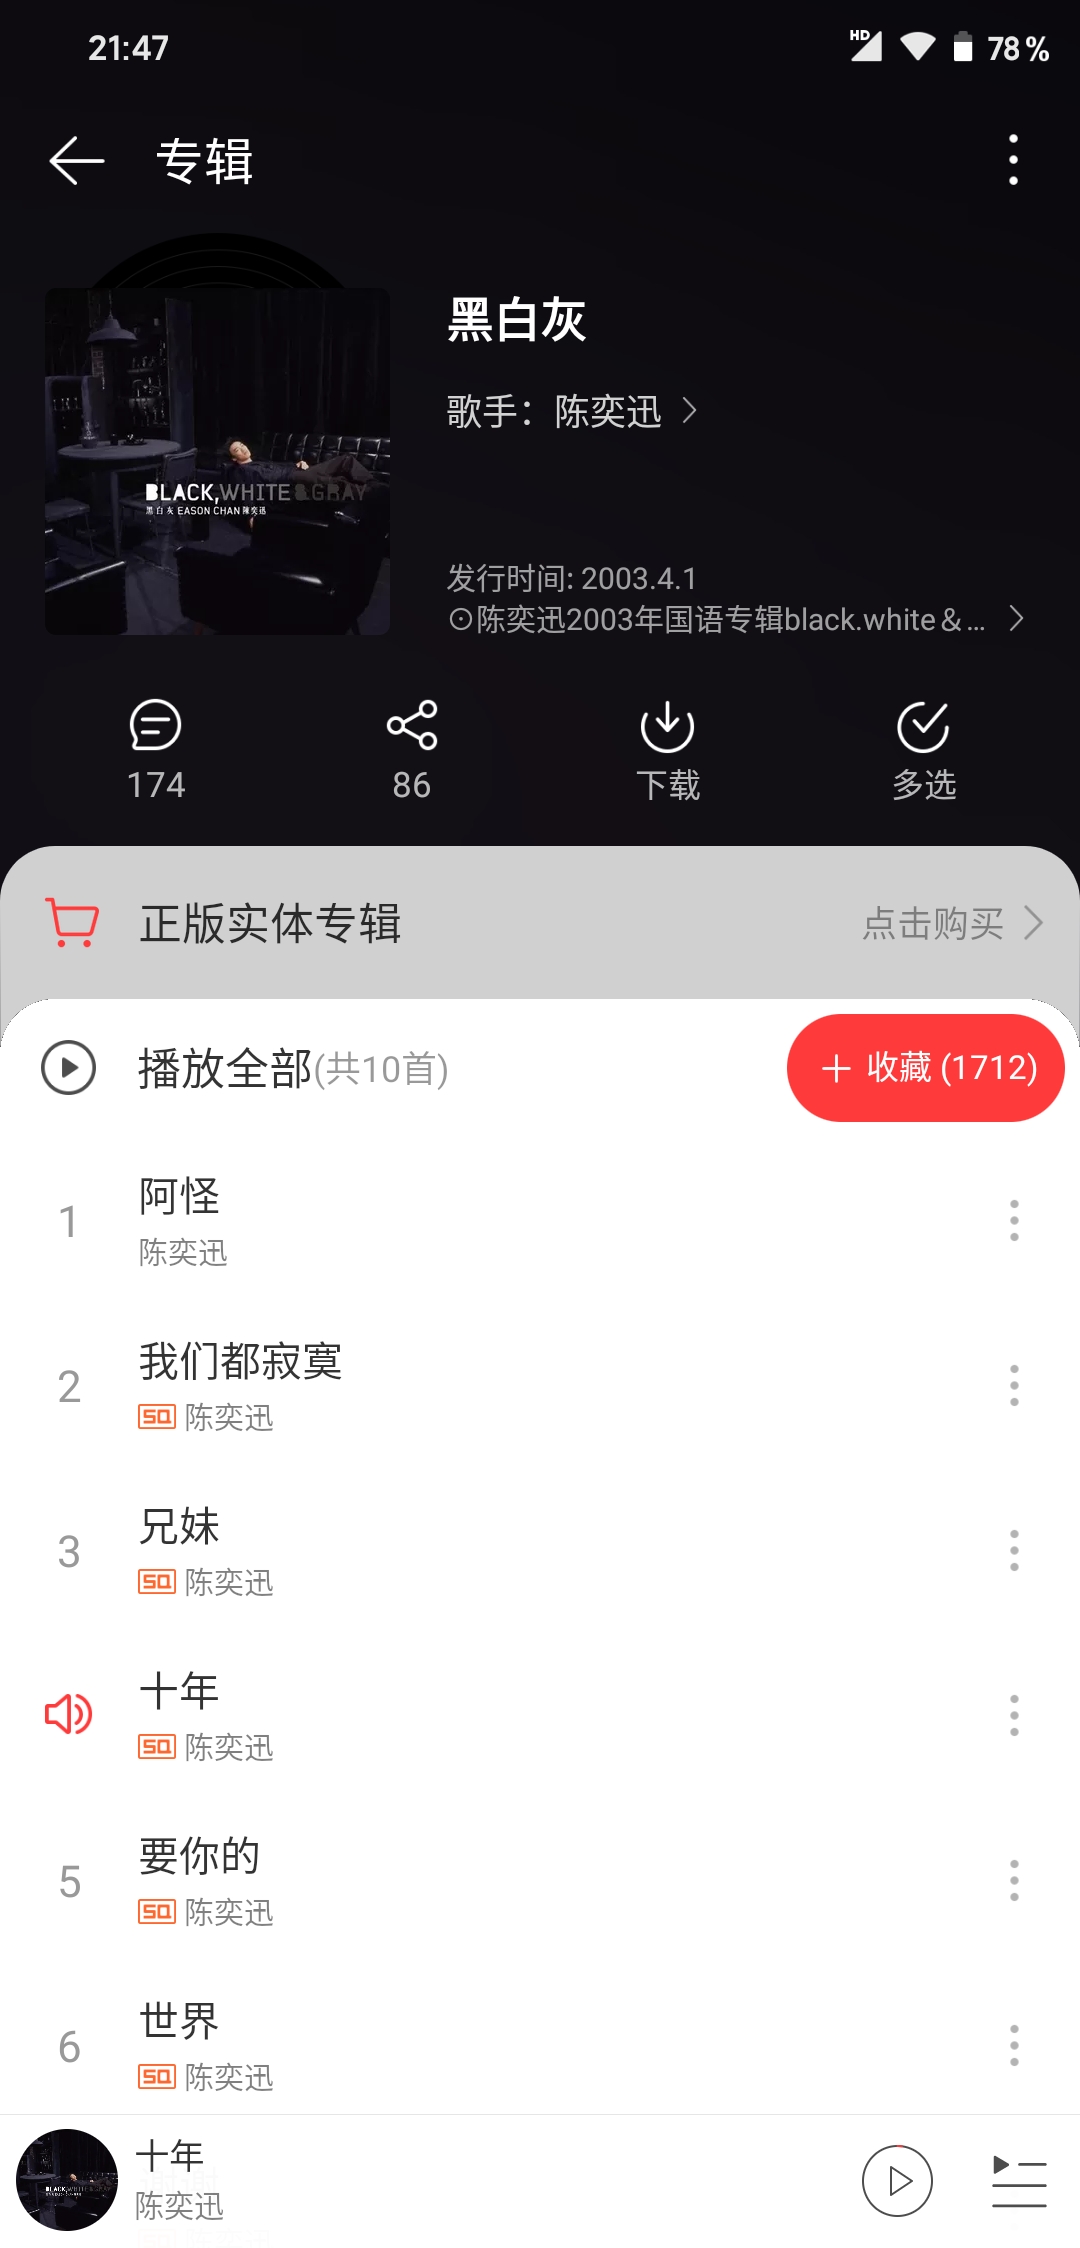 21:47
HD 78%
专辑
黑白灰
歌手：陈奕迅
BLACK,WHITE&GRAY
黑白灰 EASON CHAN 陳奕迅
发行时间: 2003.4.1
⊙陈奕迅2003年国语专辑black.white＆...
174
86
下载
多选
正版实体专辑
点击购买
播放全部(共10首)
收藏 (1712)
1
阿怪
陈奕迅
2
我们都寂寞
SQ 陈奕迅
3
兄妹
SQ 陈奕迅
十年
SQ 陈奕迅
5
要你的
SQ 陈奕迅
6
世界
SQ 陈奕迅
十年
陈奕迅